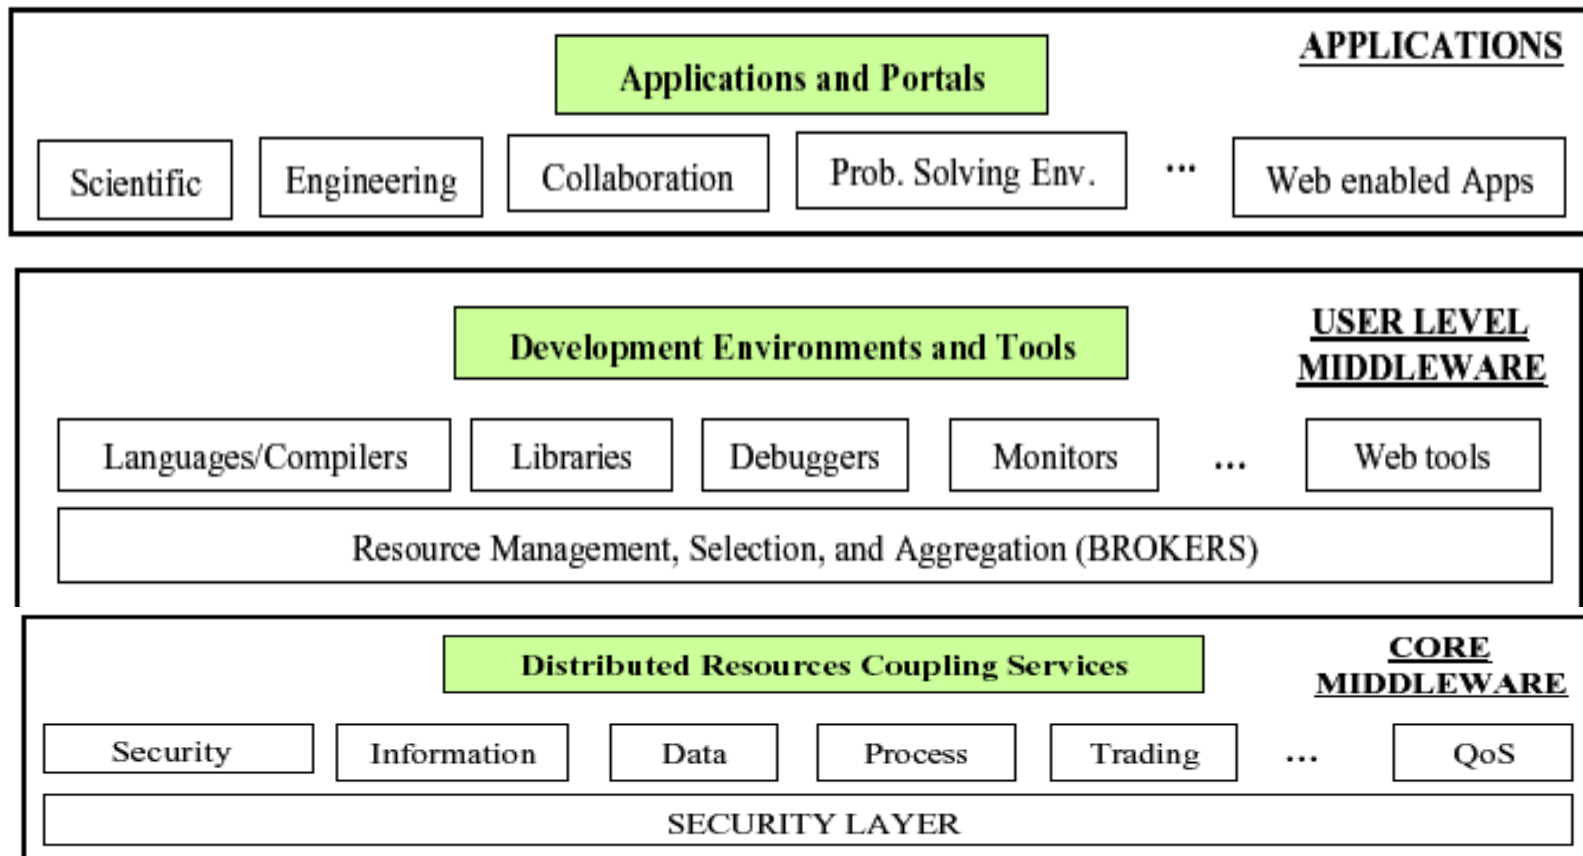 APPLICATIONS
Applications and Portals
Scientific
Engineering
Collaboration
Prob. Solving Env.
...
Web enabled Apps
USER LEVEL
MIDDLEWARE
Development Environments and Tools
Languages/Compilers
Libraries
Debuggers
Monitors
...
Web tools
Resource Management, Selection, and Aggregation (BROKERS)
CORE
MIDDLEWARE
Distributed Resources Coupling Services
Security
Information
Data
Process
Trading
...
QoS
SECURITY LAYER